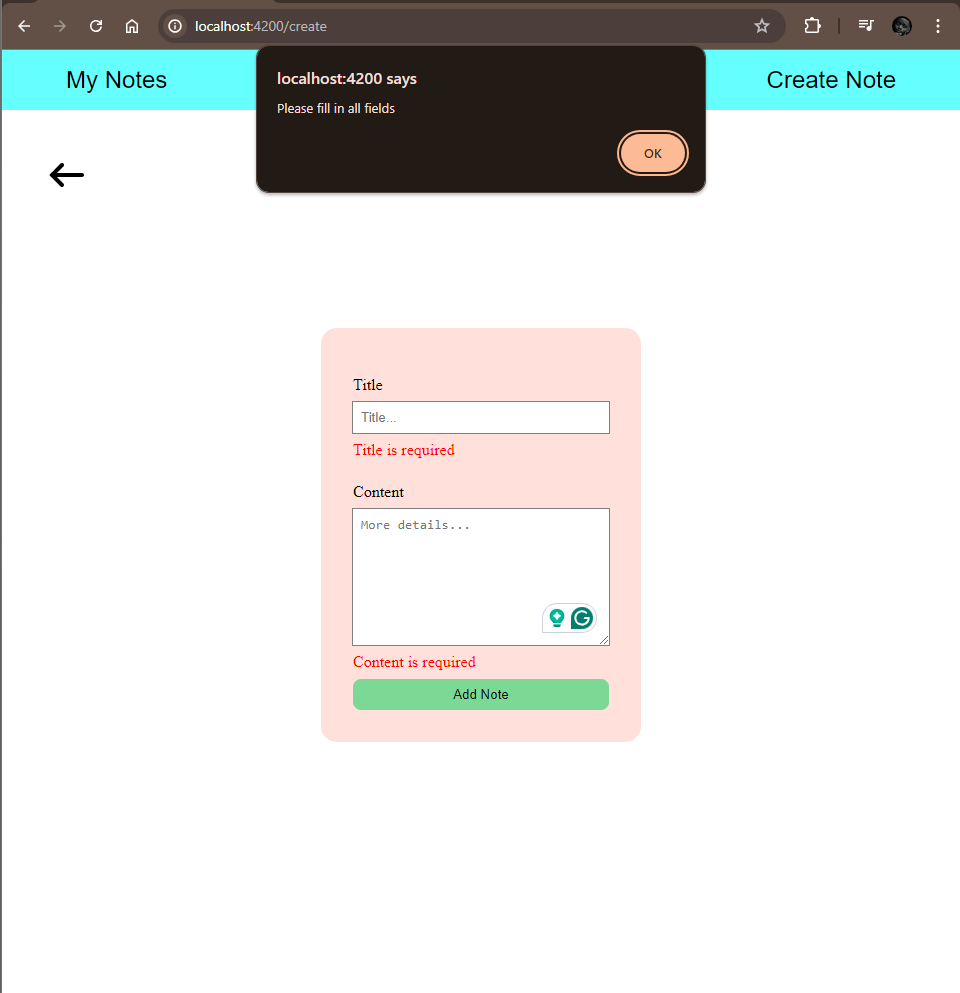 localhost:4200/create
My Notes
Create Note
localhost:4200 says
Please fill in all fields
OK
Title
Title...
Title is required
Content
More details...
Content is required
Add Note